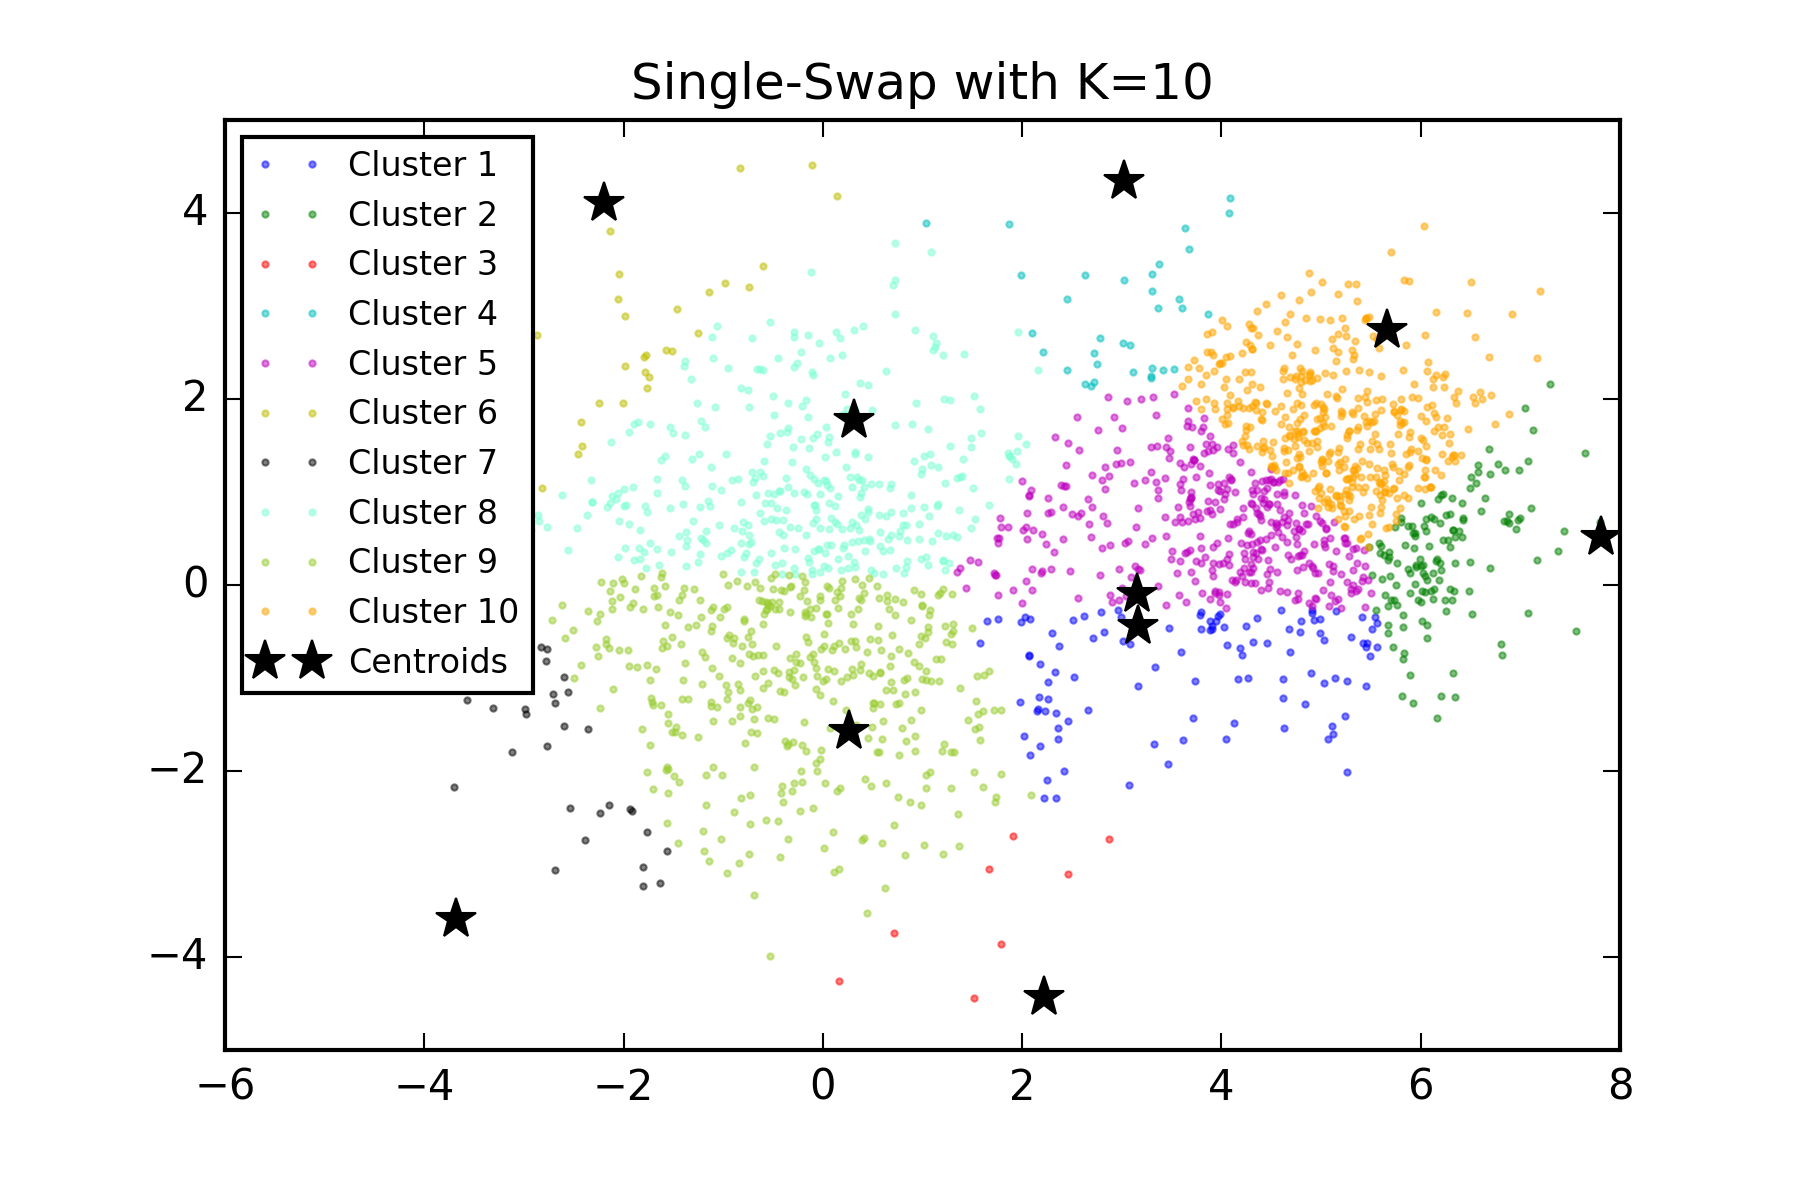 Single-Swap with K=10
Cluster 1
Cluster 2
Cluster 3
Cluster 4
Cluster 5
Cluster 6
Cluster 7
Cluster 8
Cluster 9
Cluster 10
Centroids
4
2
0
−2
−4
−6 −4 −2 0 2 4 6 8